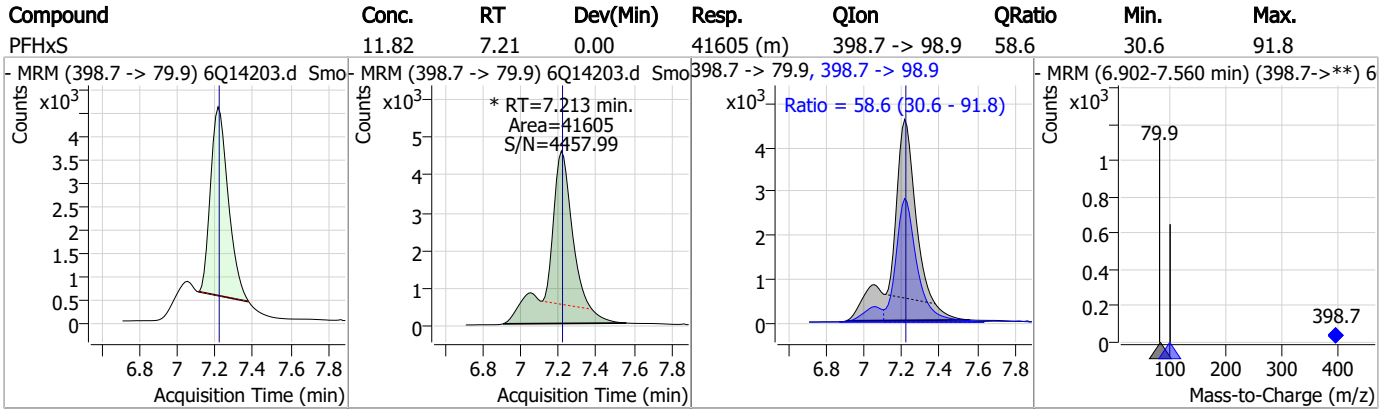 Compound Conc. RT Dev(Min) Resp. QIon QRatio Min. Max.
PFHxS 11.82 7.21 0.00 41605 (m) 398.7 -> 98.9 58.6 30.6 91.8
- MRM (398.7 -> 79.9) 6Q14203.d Smo
Counts
x10³
4
3.5
3
2.5
2
1.5
1
0.5
0
6.8 7 7.2 7.4 7.6 7.8
Acquisition Time (min)
- MRM (398.7 -> 79.9) 6Q14203.d Smo
Counts
x10³
* RT=7.213 min.
Area=41605
S/N=4457.99
5
4
3
2
1
0
6.8 7 7.2 7.4 7.6 7.8
Acquisition Time (min)
398.7 -> 79.9, 398.7 -> 98.9
Counts
x10³
Ratio = 58.6 (30.6 - 91.8)
4
3
2
1
0
6.8 7 7.2 7.4 7.6 7.8
Acquisition Time (min)
- MRM (6.902-7.560 min) (398.7->**) 6
Counts
x10³
79.9
1
0.8
0.6
0.4
0.2
0
398.7
100 200 300 400
Mass-to-Charge (m/z)